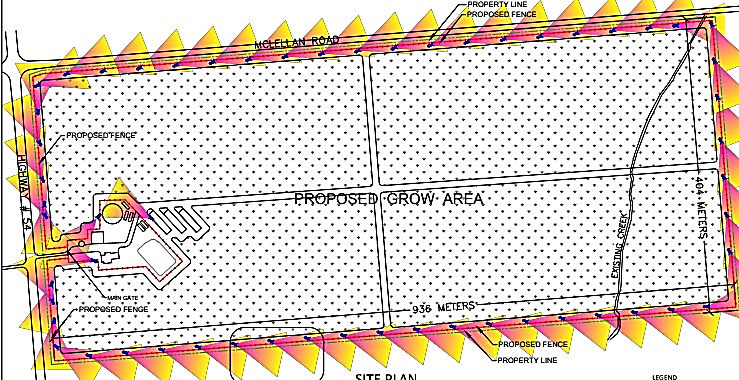 PROPERTY LINE
PROPOSED FENCE
MCLELLAN ROAD
PROPOSED FENCE
HIGHWAY # 54
PROPOSED GROW AREA
404 METERS
EXISTING CREEK
MAIN GATE
PROPOSED FENCE
936 METERS
PROPOSED FENCE
PROPERTY LINE
SITE PLAN
LEGEND